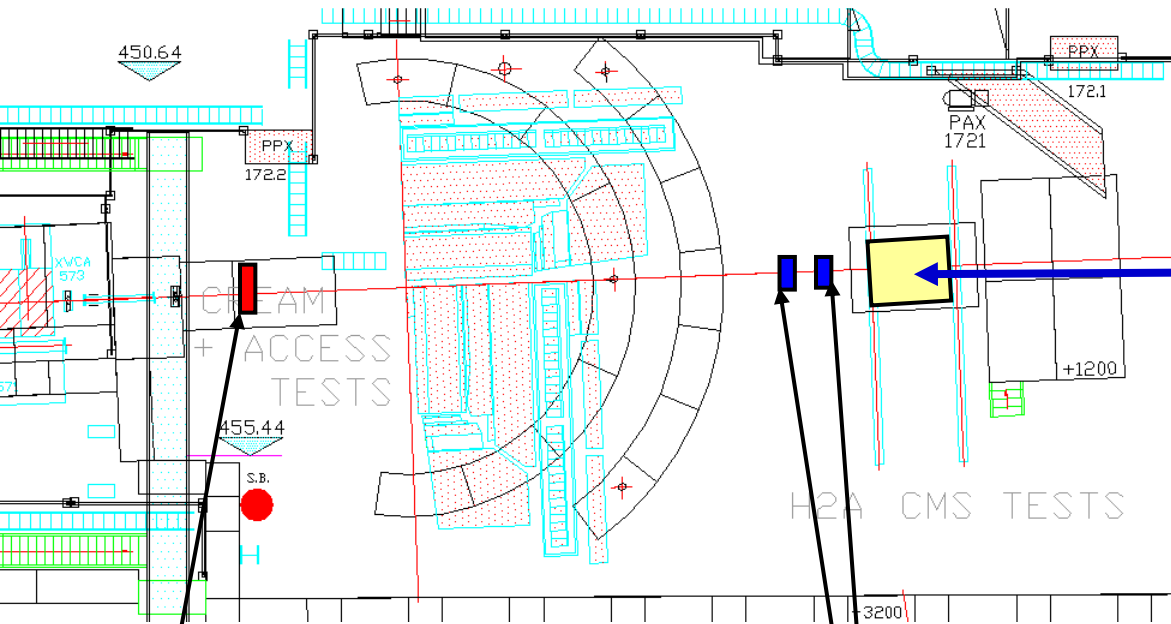 450.64
PPX
172.1
PAX
1721
PPX
172.2
XWCA
573
CREAM
+ ACCESS
TESTS
+1200
455.44
S.B.
H2A CMS TESTS
+3200